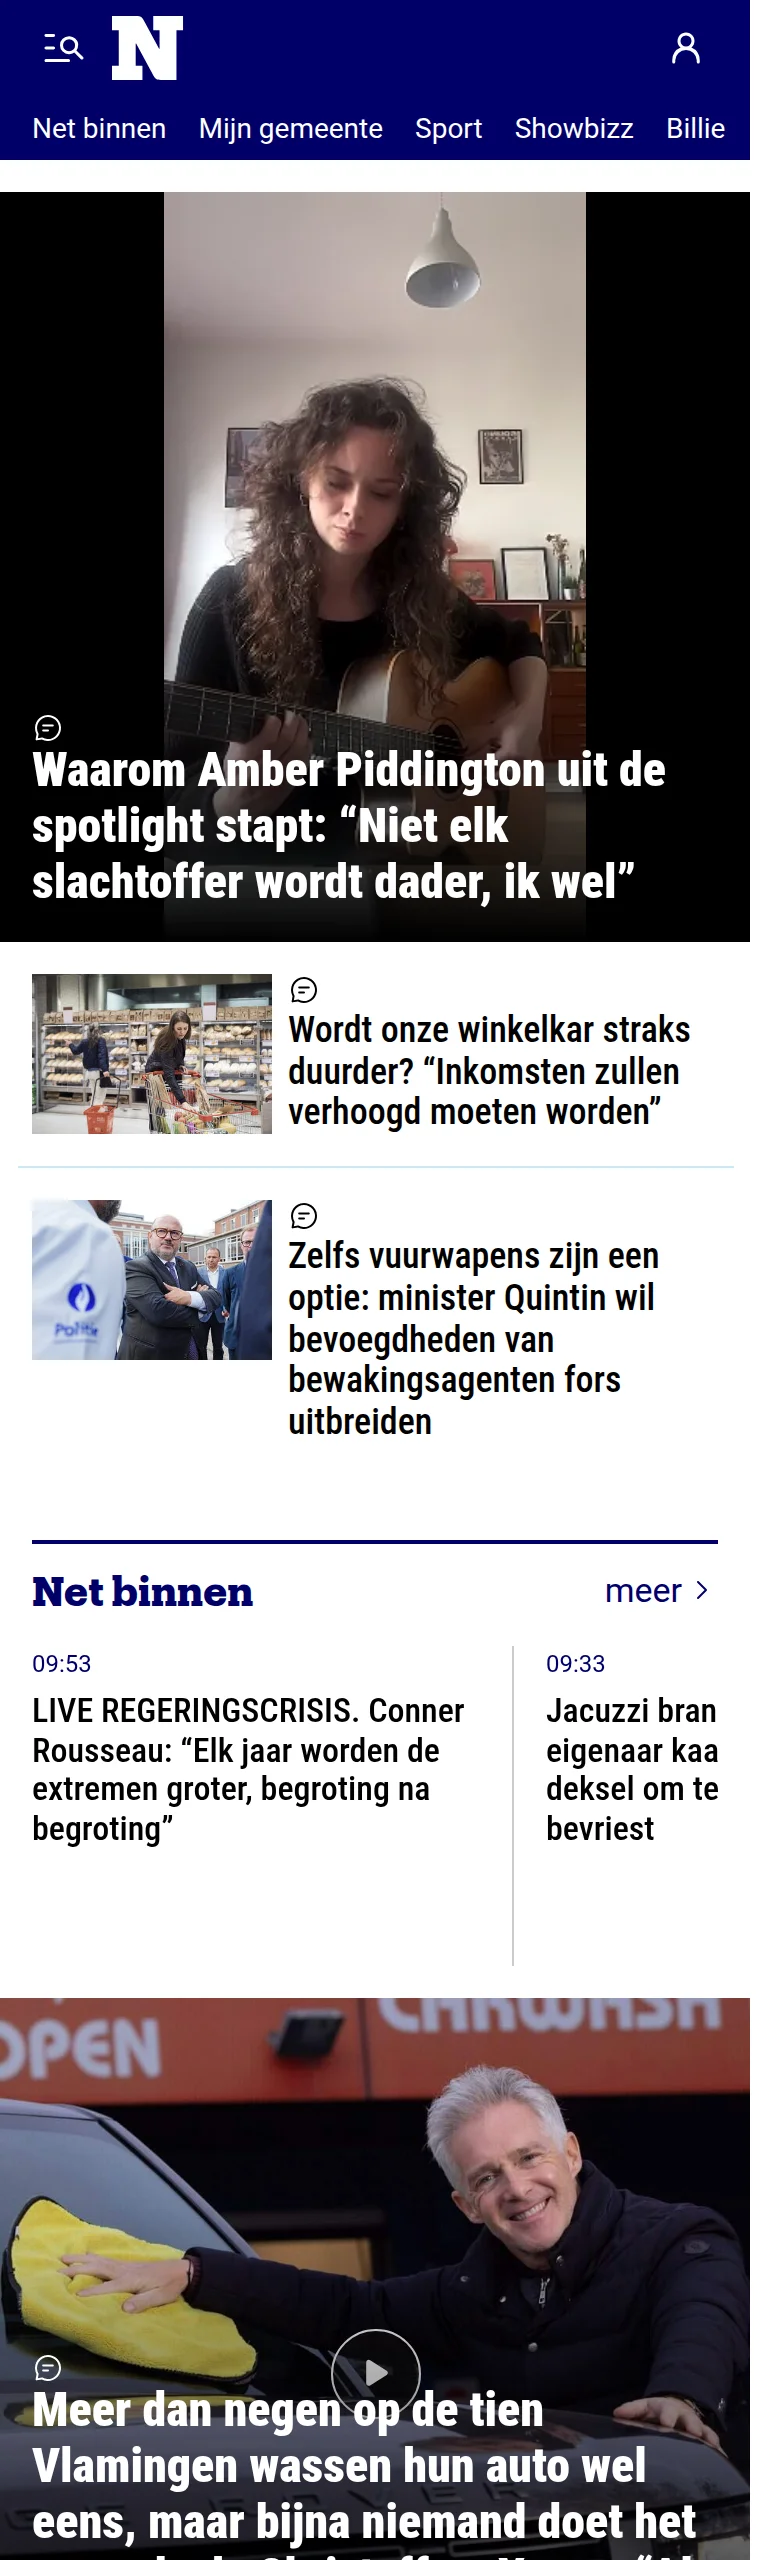 N
Net binnen Mijn gemeente Sport Showbizz Billie
Waarom Amber Piddington uit de
spotlight stapt: “Niet elk
slachtoffer wordt dader, ik wel”
Wordt onze winkelkar straks
duurder? “Inkomsten zullen
verhoogd moeten worden”
Politie
Zelfs vuurwapens zijn een
optie: minister Quintin wil
bevoegdheden van
bewakingsagenten fors
uitbreiden
Net binnen
meer
09:53
LIVE REGERINGSCRISIS. Conner
Rousseau: “Elk jaar worden de
extremen groter, begroting na
begroting”
09:33
Jacuzzi bran
eigenaar kaa
deksel om te
bevriest
OPEN
CARWASH
Meer dan negen op de tien
Vlamingen wassen hun auto wel
eens, maar bijna niemand doet het